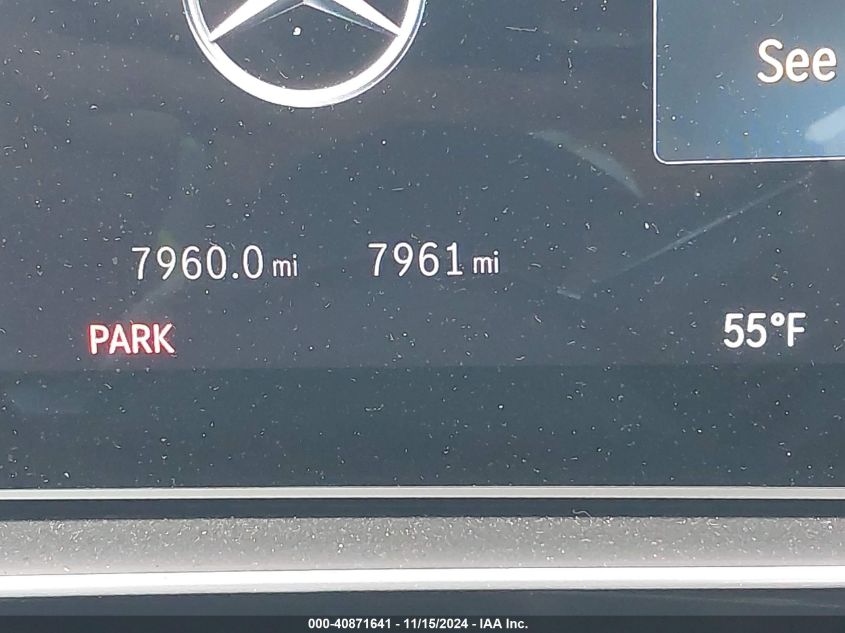 See
7960.0 mi 7961 mi
PARK 55°F
000-40871641 - 11/15/2024 - IAA Inc.